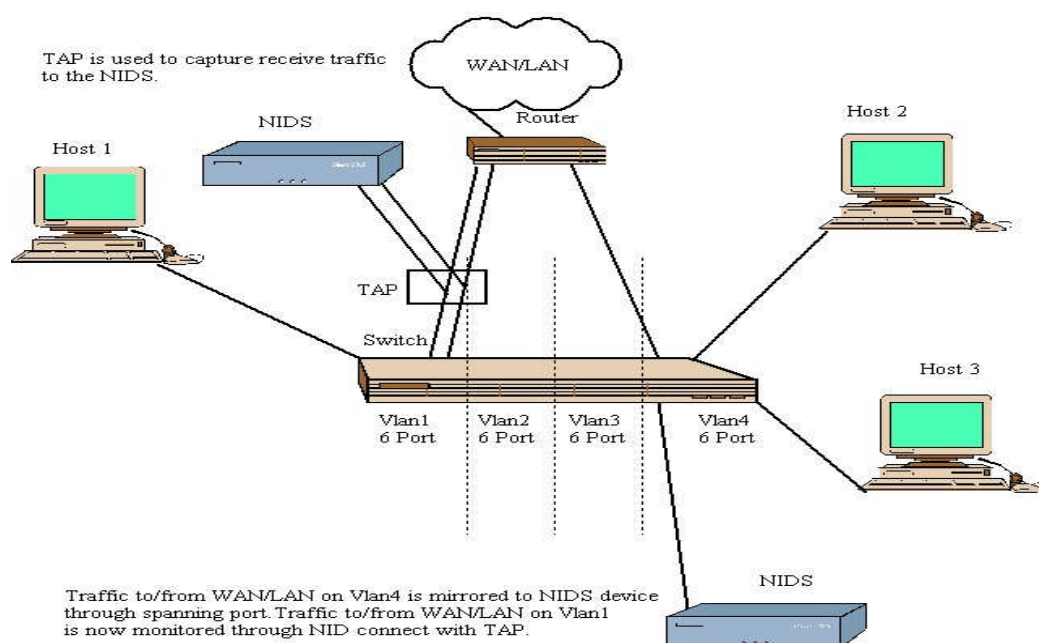 TAP is used to capture receive traffic
to the NIDS.
WAN/LAN
Router
NIDS
Host 1
Host 2
TAP
Switch
Host 3
Vlan1
6 Port
Vlan2
6 Port
Vlan3
6 Port
Vlan4
6 Port
NIDS
Traffic to/from WAN/LAN on Vlan4 is mirrored to NIDS device
through spanning port. Traffic to/from WAN/LAN on Vlan1
is now monitored through NID connect with TAP.